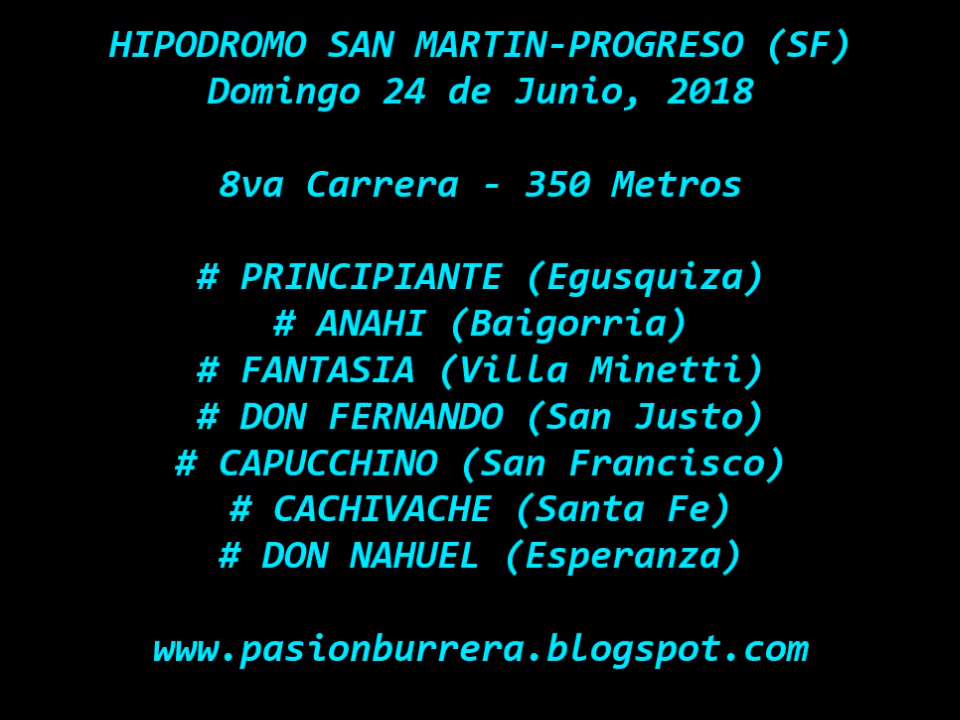 HIPODROMO SAN MARTIN-PROGRESO (SF)
Domingo 24 de Junio, 2018
8va Carrera - 350 Metros
# PRINCIPIANTE (Egusquiza)
# ANAHI (Baigorria)
# FANTASIA (Villa Minetti)
# DON FERNANDO (San Justo)
# CAPUCCHINO (San Francisco)
# CACHIVACHE (Santa Fe)
# DON NAHUEL (Esperanza)
www.pasionburrera.blogspot.com